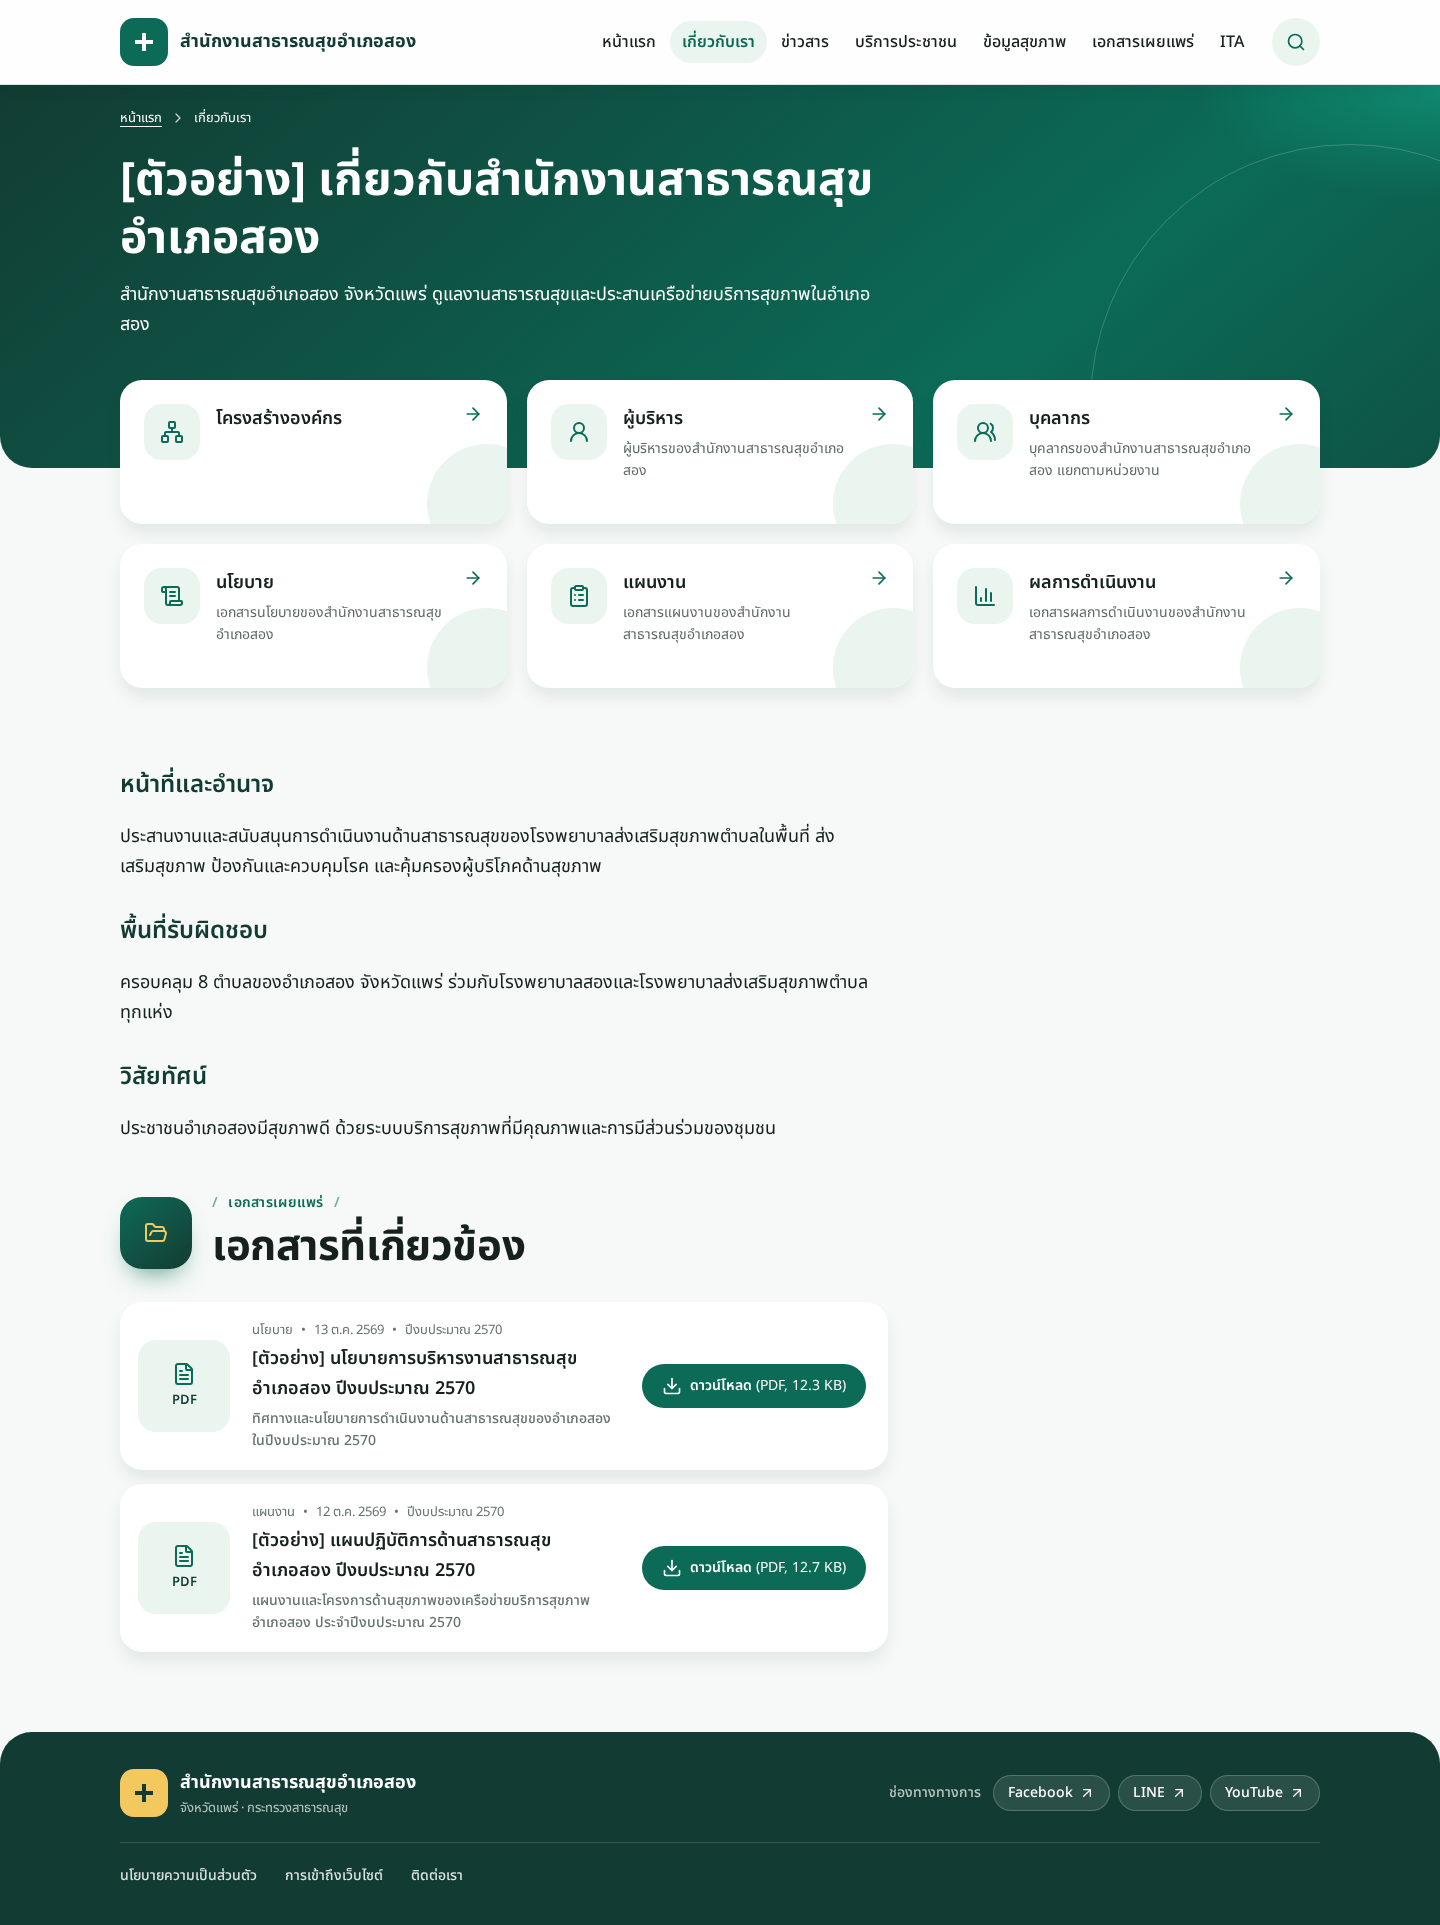 สำนักงานสาธารณสุขอำเภอสอง
หน้าแรก
เกี่ยวกับเรา
ข่าวสาร
บริการประชาชน
ข้อมูลสุขภาพ
เอกสารเผยแพร่
ITA
หน้าแรก
เกี่ยวกับเรา
[ตัวอย่าง] เกี่ยวกับสำนักงานสาธารณสุข
อำเภอสอง
สำนักงานสาธารณสุขอำเภอสอง จังหวัดแพร่ ดูแลงานสาธารณสุขและประสานเครือข่ายบริการสุขภาพในอำเภอ
สอง
โครงสร้างองค์กร
ผู้บริหาร
ผู้บริหารของสำนักงานสาธารณสุขอำเภอ
สอง
บุคลากร
บุคลากรของสำนักงานสาธารณสุขอำเภอ
สอง แยกตามหน่วยงาน
นโยบาย
เอกสารนโยบายของสำนักงานสาธารณสุข
อำเภอสอง
แผนงาน
เอกสารแผนงานของสำนักงาน
สาธารณสุขอำเภอสอง
ผลการดำเนินงาน
เอกสารผลการดำเนินงานของสำนักงาน
สาธารณสุขอำเภอสอง
หน้าที่และอำนาจ
ประสานงานและสนับสนุนการดำเนินงานด้านสาธารณสุขของโรงพยาบาลส่งเสริมสุขภาพตำบลในพื้นที่ ส่ง
เสริมสุขภาพ ป้องกันและควบคุมโรค และคุ้มครองผู้บริโภคด้านสุขภาพ
พื้นที่รับผิดชอบ
ครอบคลุม 8 ตำบลของอำเภอสอง จังหวัดแพร่ ร่วมกับโรงพยาบาลสองและโรงพยาบาลส่งเสริมสุขภาพตำบล
ทุกแห่ง
วิสัยทัศน์
ประชาชนอำเภอสองมีสุขภาพดี ด้วยระบบบริการสุขภาพที่มีคุณภาพและการมีส่วนร่วมของชุมชน
/ เอกสารเผยแพร่ /
เอกสารที่เกี่ยวข้อง
PDF
นโยบาย • 13 ต.ค. 2569 • ปีงบประมาณ 2570
[ตัวอย่าง] นโยบายการบริหารงานสาธารณสุข
อำเภอสอง ปีงบประมาณ 2570
ทิศทางและนโยบายการดำเนินงานด้านสาธารณสุขของอำเภอสอง
ในปีงบประมาณ 2570
ดาวน์โหลด (PDF, 12.3 KB)
PDF
แผนงาน • 12 ต.ค. 2569 • ปีงบประมาณ 2570
[ตัวอย่าง] แผนปฏิบัติการด้านสาธารณสุข
อำเภอสอง ปีงบประมาณ 2570
แผนงานและโครงการด้านสุขภาพของเครือข่ายบริการสุขภาพ
อำเภอสอง ประจำปีงบประมาณ 2570
ดาวน์โหลด (PDF, 12.7 KB)
สำนักงานสาธารณสุขอำเภอสอง
จังหวัดแพร่ · กระทรวงสาธารณสุข
ช่องทางทางการ
Facebook
LINE
YouTube
นโยบายความเป็นส่วนตัว
การเข้าถึงเว็บไซต์
ติดต่อเรา